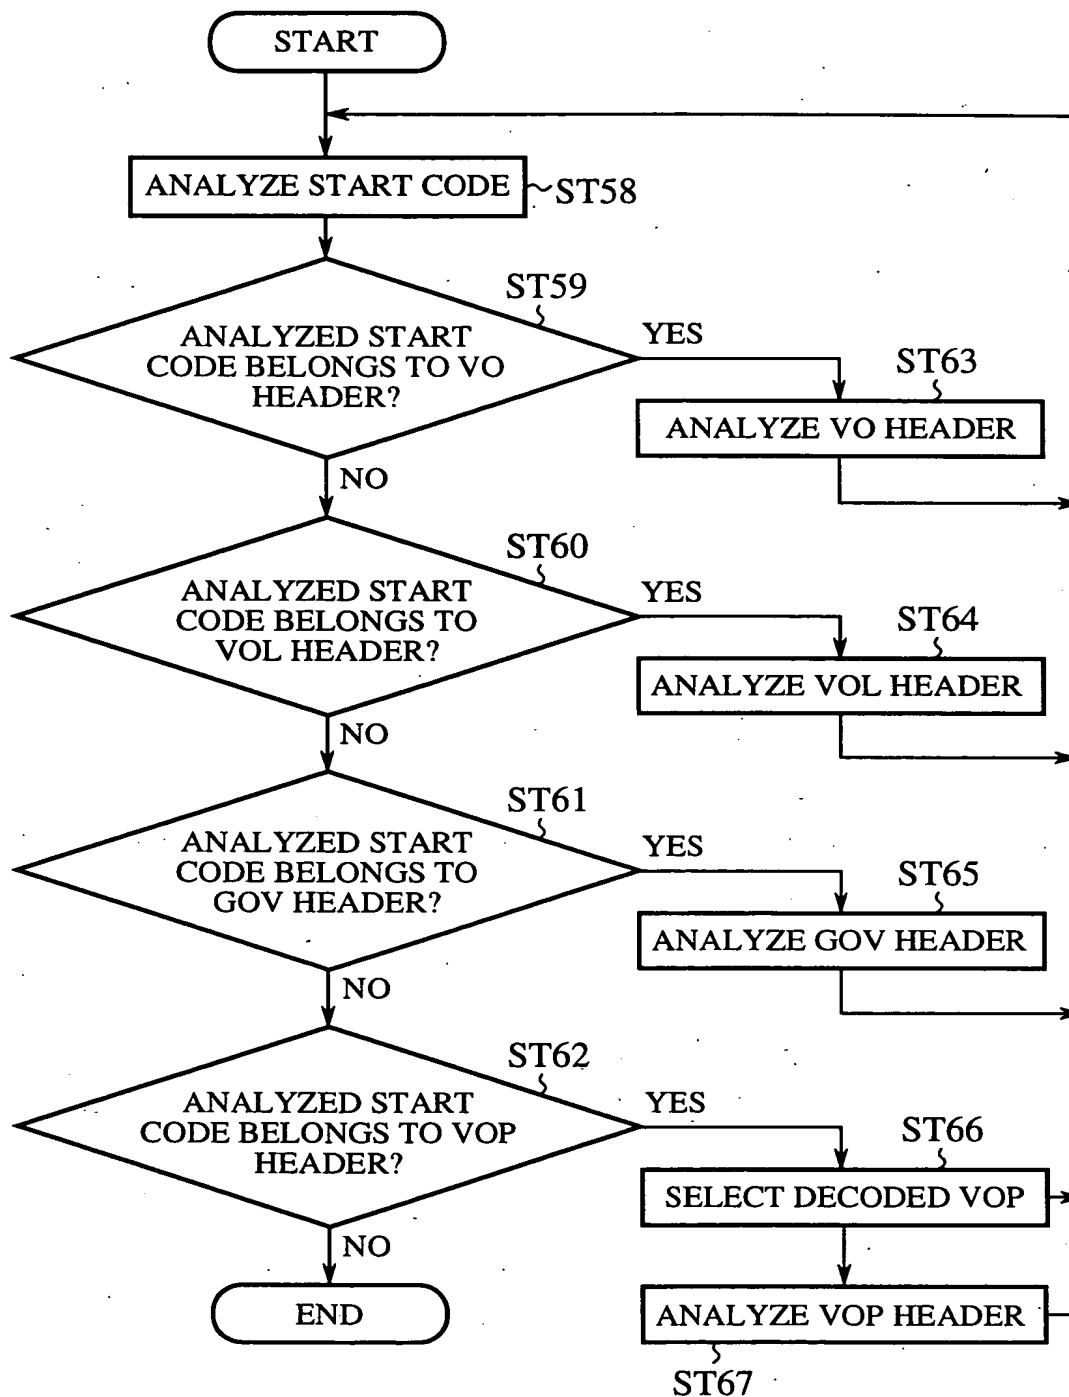 START
ANALYZE START CODE
ST58
ST59
ANALYZED START
CODE BELONGS TO VO
HEADER?
YES
ST63
ANALYZE VO HEADER
NO
ST60
ANALYZED START
CODE BELONGS TO
VOL HEADER?
YES
ST64
ANALYZE VOL HEADER
NO
ST61
ANALYZED START
CODE BELONGS TO
GOV HEADER?
YES
ST65
ANALYZE GOV HEADER
NO
ST62
ANALYZED START
CODE BELONGS TO VOP
HEADER?
YES
ST66
SELECT DECODED VOP
NO
END
ANALYZE VOP HEADER
ST67